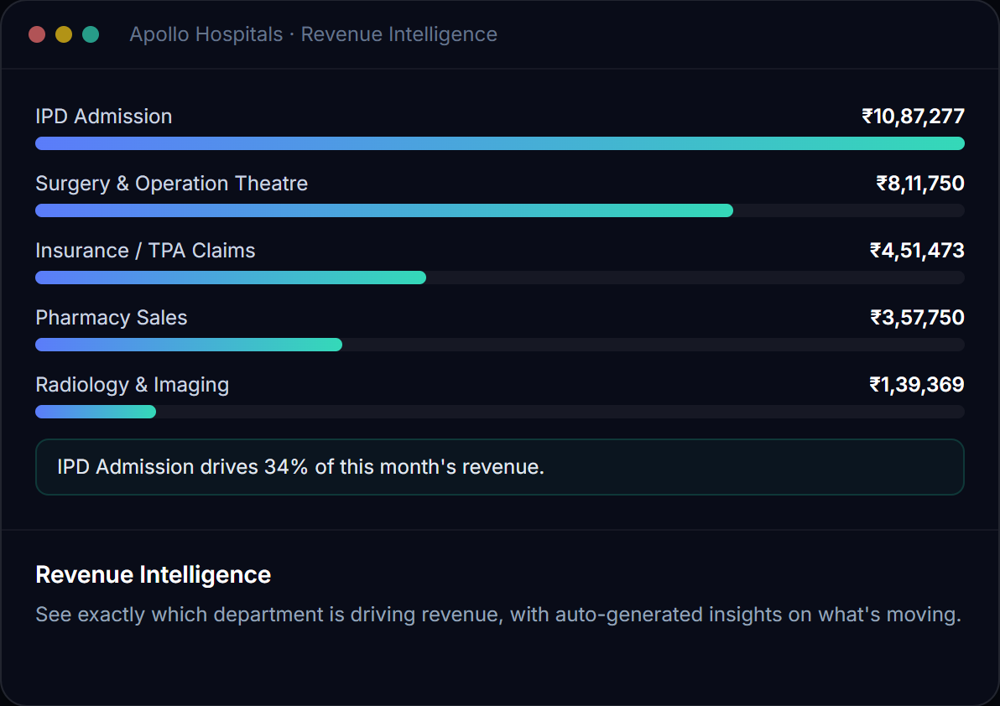 Apollo Hospitals · Revenue Intelligence
IPD Admission ₹10,87,277
Surgery & Operation Theatre ₹8,11,750
Insurance / TPA Claims ₹4,51,473
Pharmacy Sales ₹3,57,750
Radiology & Imaging ₹1,39,369
IPD Admission drives 34% of this month's revenue.
Revenue Intelligence
See exactly which department is driving revenue, with auto-generated insights on what's moving.